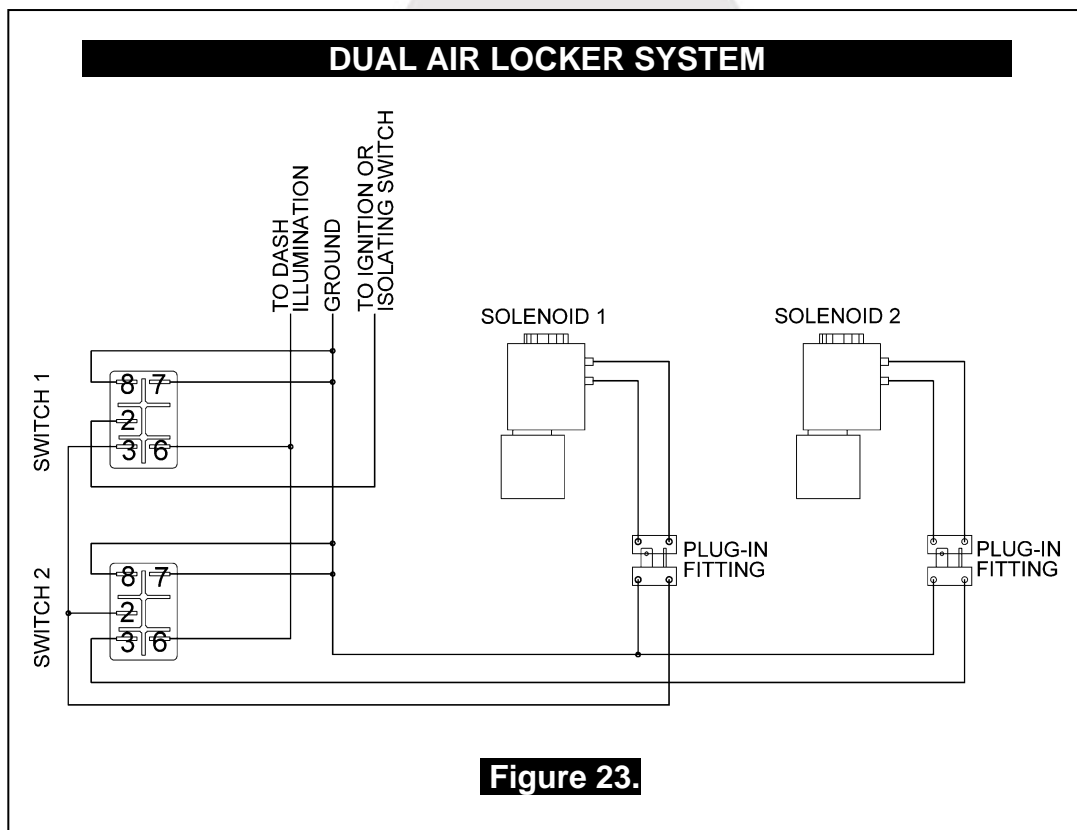 DUAL AIR LOCKER SYSTEM
TO DASH
ILLUMINATION
GROUND
TO IGNITION OR
ISOLATING SWITCH
SOLENOID 1
SOLENOID 2
SWITCH 1
8 7
2
3 6
SWITCH 2
8 7
2
3 6
PLUG-IN
FITTING
PLUG-IN
FITTING
Figure 23.